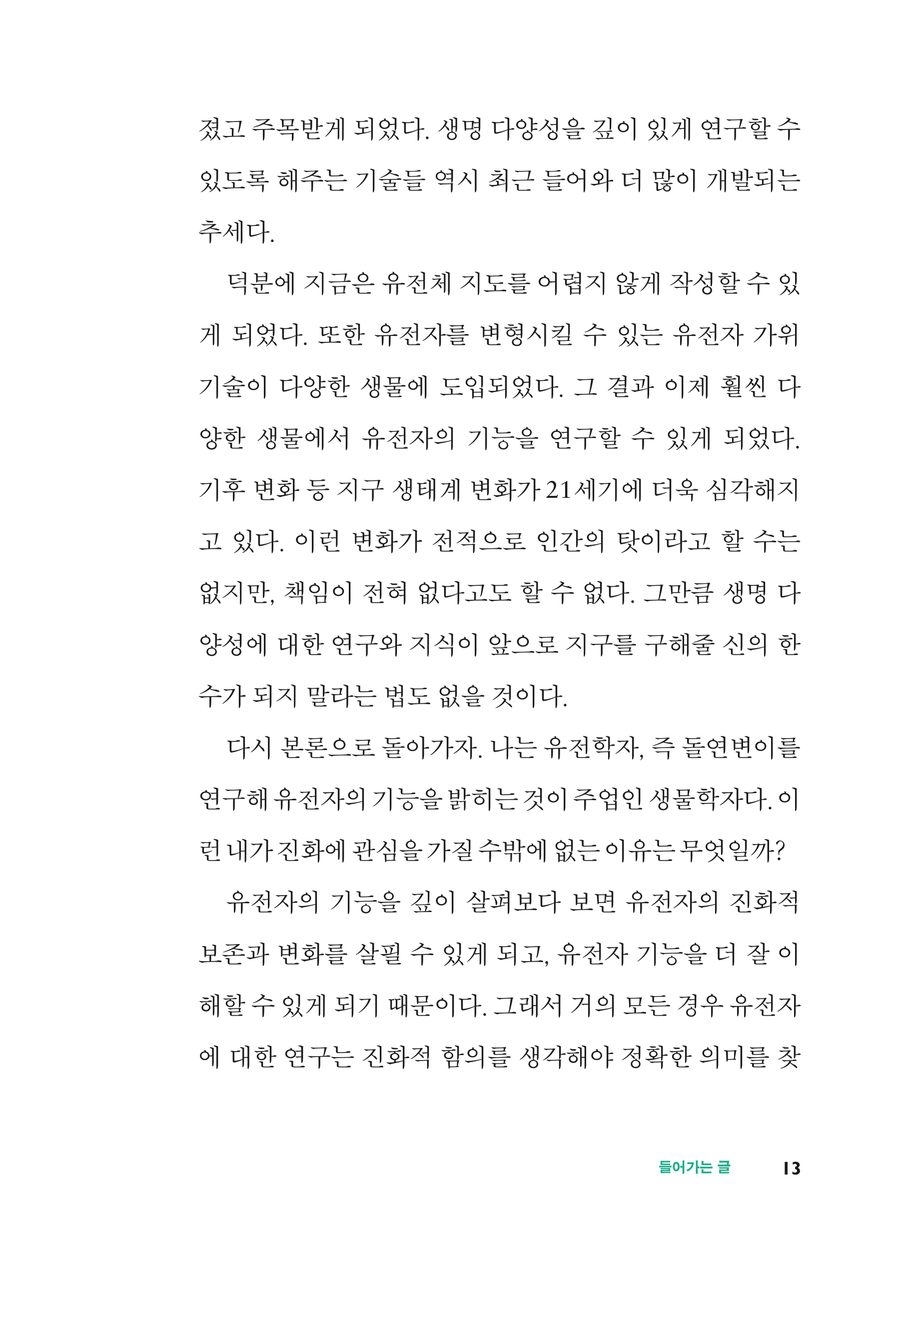 졌고 주목받게 되었다. 생명 다양성을 깊이 있게 연구할 수
있도록 해주는 기술들 역시 최근 들어와 더 많이 개발되는
추세다.
덕분에 지금은 유전체 지도를 어렵지 않게 작성할 수 있
게 되었다. 또한 유전자를 변형시킬 수 있는 유전자 가위
기술이 다양한 생물에 도입되었다. 그 결과 이제 훨씬 다
양한 생물에서 유전자의 기능을 연구할 수 있게 되었다.
기후 변화 등 지구 생태계 변화가 21세기에 더욱 심각해지
고 있다. 이런 변화가 전적으로 인간의 탓이라고 할 수는
없지만, 책임이 전혀 없다고도 할 수 없다. 그만큼 생명 다
양성에 대한 연구와 지식이 앞으로 지구를 구해줄 신의 한
수가 되지 말라는 법도 없을 것이다.
다시 본론으로 돌아가자. 나는 유전학자, 즉 돌연변이를
연구해 유전자의 기능을 밝히는 것이 주업인 생물학자다. 이
런 내가 진화에 관심을 가질 수밖에 없는 이유는 무엇일까?
유전자의 기능을 깊이 살펴보다 보면 유전자의 진화적
보존과 변화를 살필 수 있게 되고, 유전자 기능을 더 잘 이
해할 수 있게 되기 때문이다. 그래서 거의 모든 경우 유전자
에 대한 연구는 진화적 함의를 생각해야 정확한 의미를 찾
들어가는 글 13